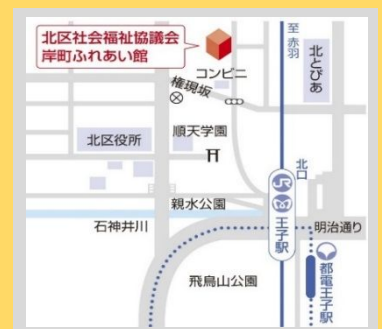 北区社会福祉協議会
岸町ふれあい館
コンビニ
至 赤羽
北とぴあ
権現坂
順天学園
北区役所
北口
親水公園
JR
王子駅
石神井川
明治通り
飛鳥山公園
都電王子駅